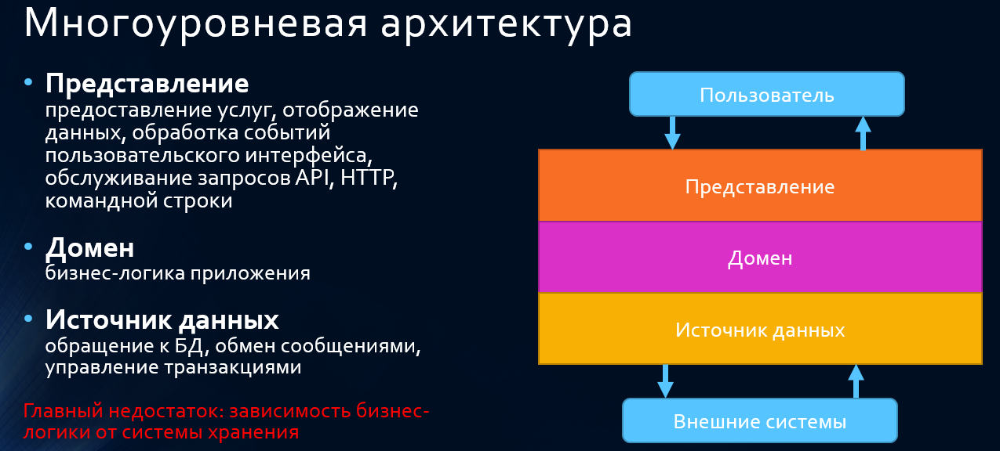 Многоуровневая архитектура
• Представление
предоставление услуг, отображение
данных, обработка событий
пользовательского интерфейса,
обслуживание запросов API, HTTP,
командной строки
• Домен
бизнес-логика приложения
• Источник данных
обращение к БД, обмен сообщениями,
управление транзакциями
Главный недостаток: зависимость бизнес-
логики от системы хранения
Пользователь
Представление
Домен
Источник данных
Внешние системы